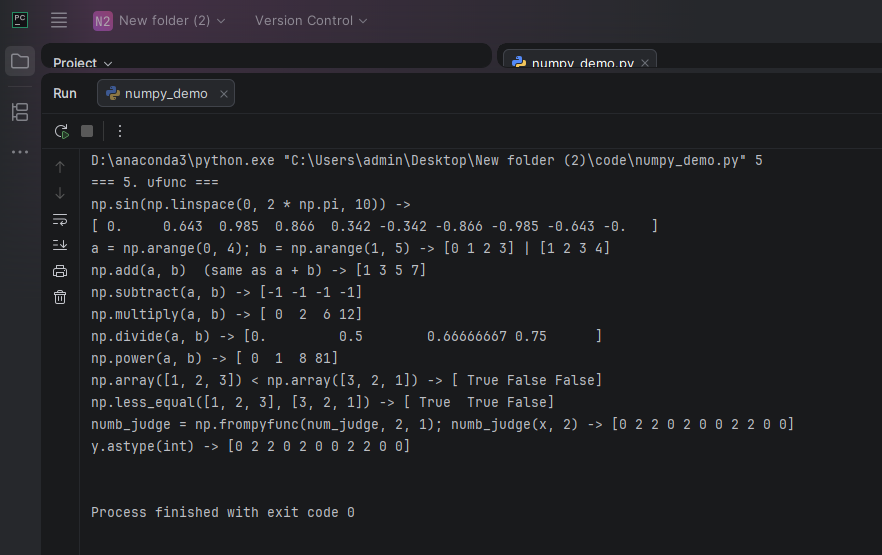 PC
N2 New folder (2) Version Control
Project numpy_demo.py
Run numpy_demo
D:\anaconda3\python.exe "C:\Users\admin\Desktop\New folder (2)\code\numpy_demo.py" 5
=== 5. ufunc ===
np.sin(np.linspace(0, 2 * np.pi, 10)) ->
[ 0.     0.643  0.985  0.866  0.342 -0.342 -0.866 -0.985 -0.643 -0.   ]
a = np.arange(0, 4); b = np.arange(1, 5) -> [0 1 2 3] | [1 2 3 4]
np.add(a, b)  (same as a + b) -> [1 3 5 7]
np.subtract(a, b) -> [-1 -1 -1 -1]
np.multiply(a, b) -> [ 0  2  6 12]
np.divide(a, b) -> [0.         0.5        0.66666667 0.75      ]
np.power(a, b) -> [ 0  1  8 81]
np.array([1, 2, 3]) < np.array([3, 2, 1]) -> [ True False False]
np.less_equal([1, 2, 3], [3, 2, 1]) -> [ True  True False]
numb_judge = np.frompyfunc(num_judge, 2, 1); numb_judge(x, 2) -> [0 2 2 0 2 0 0 2 2 0 0]
y.astype(int) -> [0 2 2 0 2 0 0 2 2 0 0]
Process finished with exit code 0